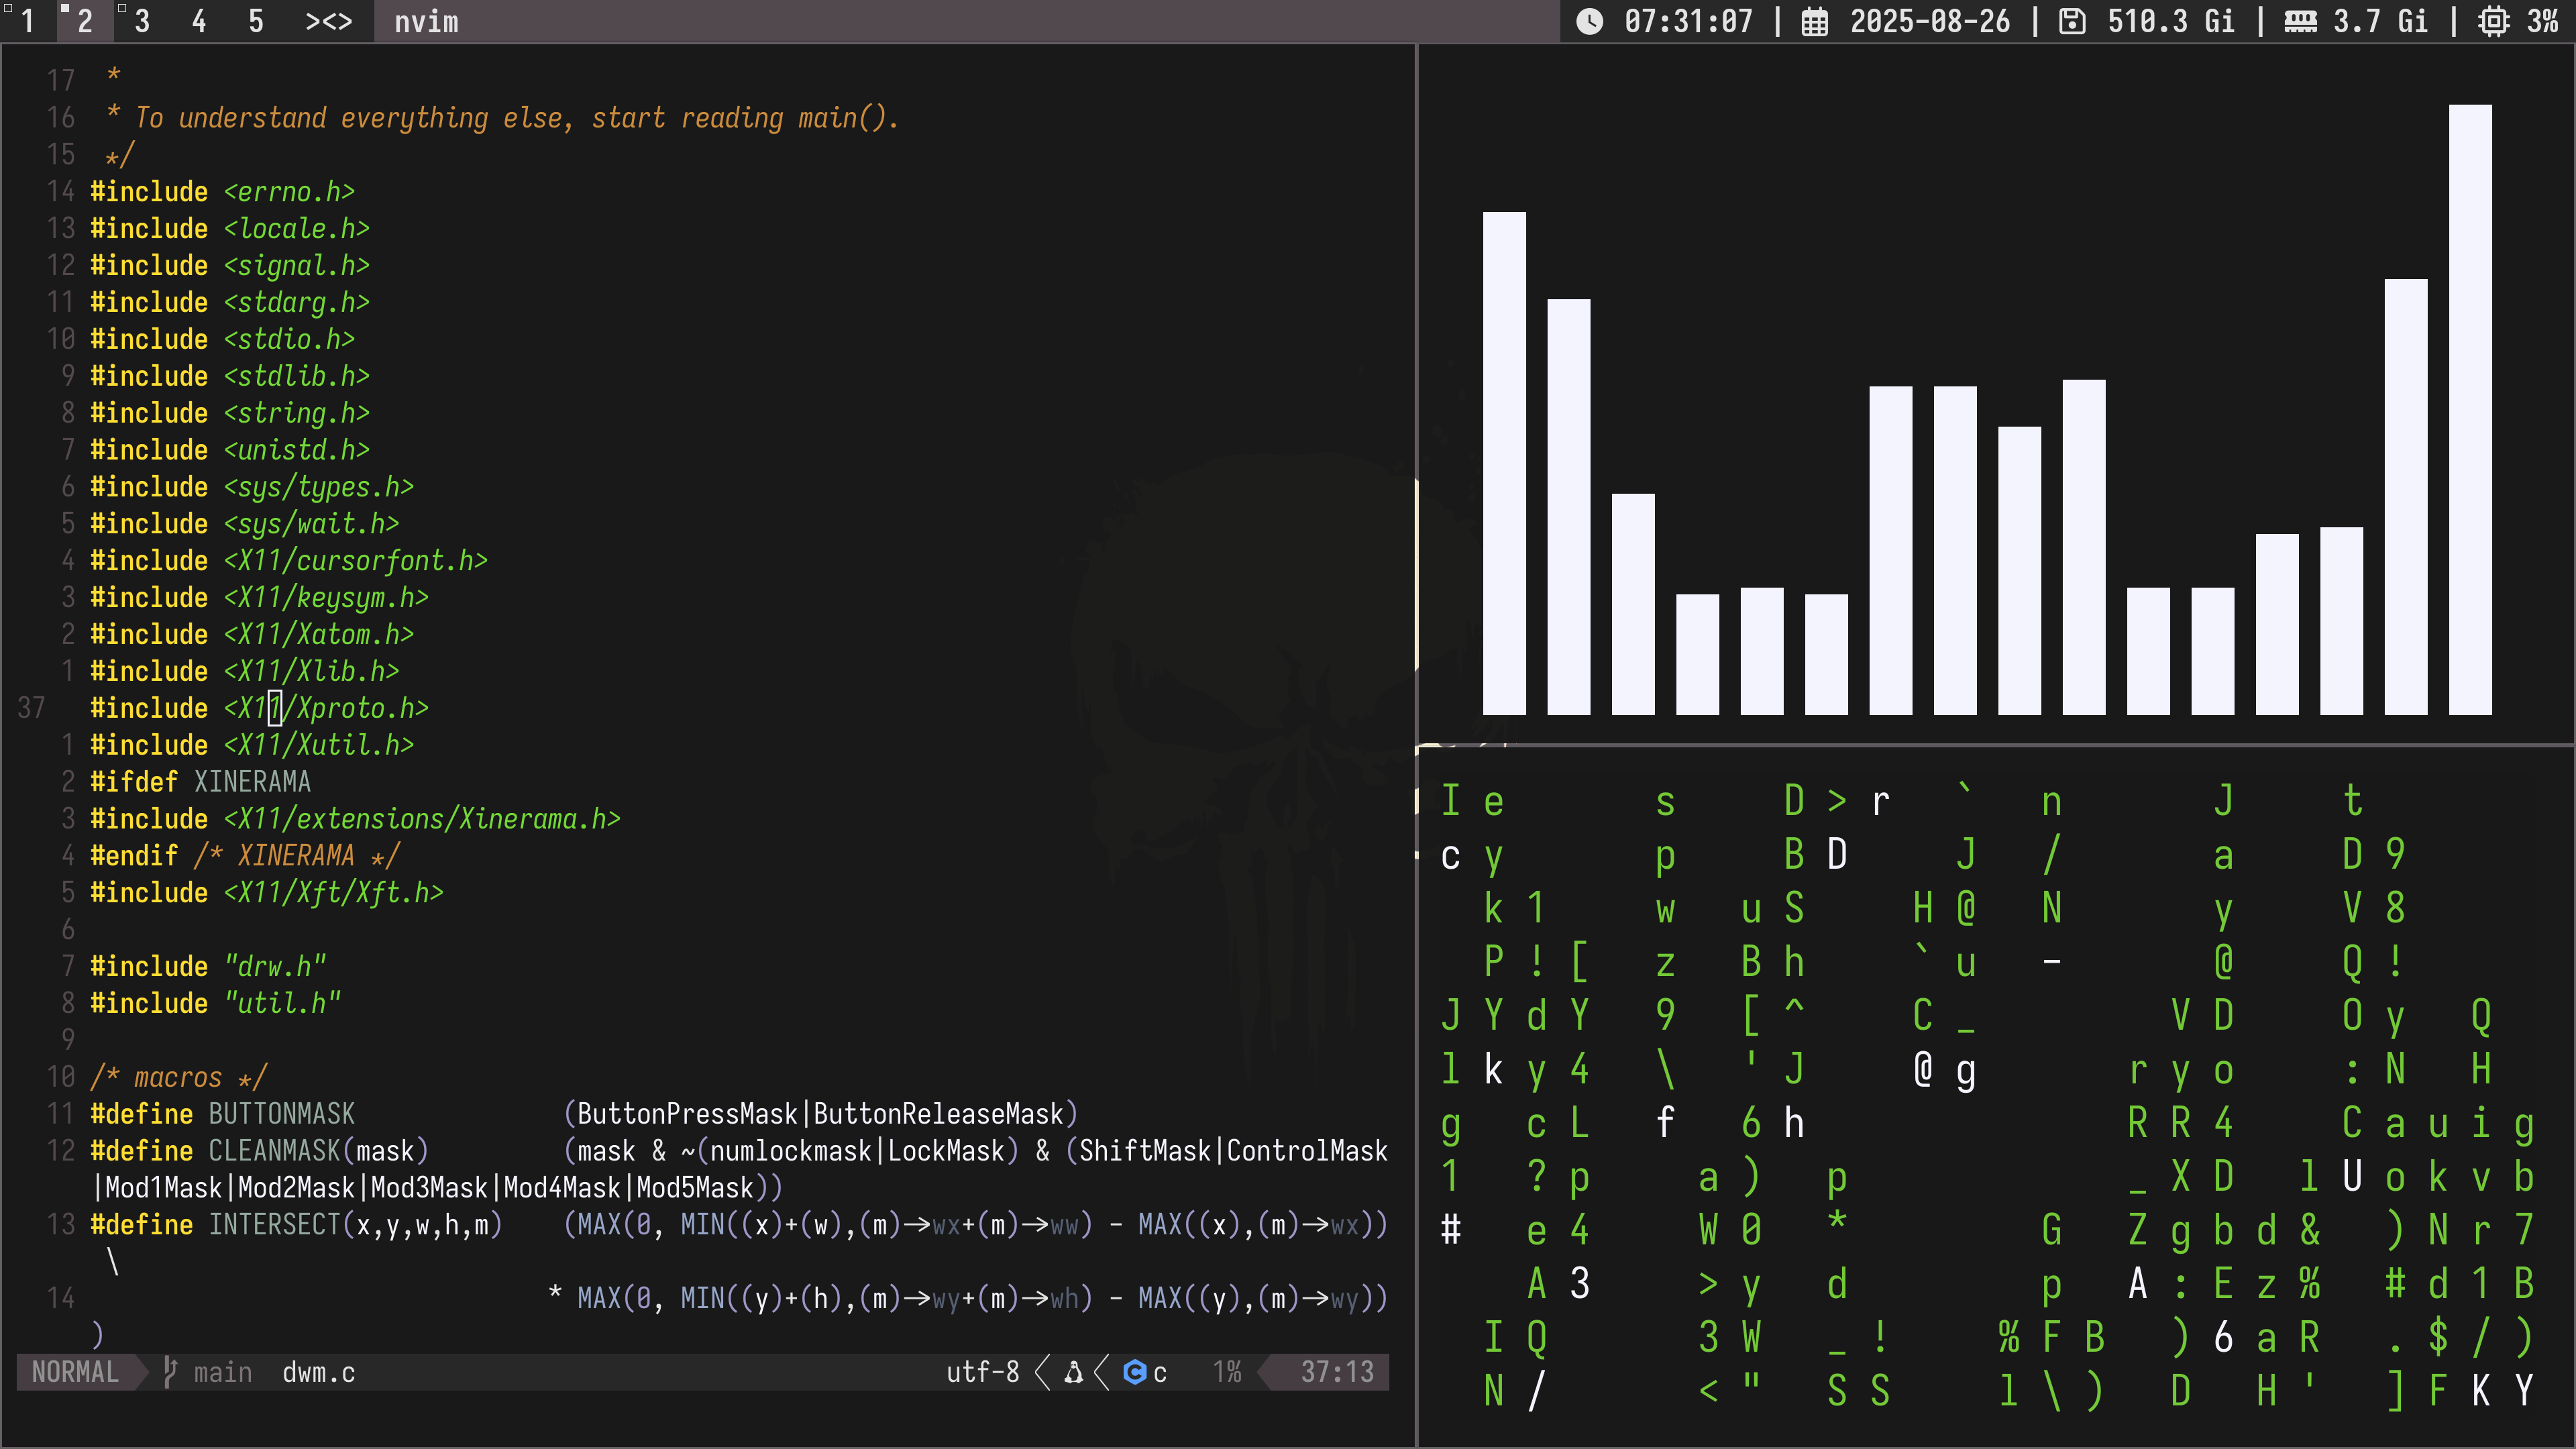 1 2 3 4 5 ><> nvim 07:31:07 | 2025-08-26 | 510.3 Gi | 3.7 Gi | 3%
17 *
16 * To understand everything else, start reading main().
15 */
14 #include <errno.h>
13 #include <locale.h>
12 #include <signal.h>
11 #include <stdarg.h>
10 #include <stdio.h>
9 #include <stdlib.h>
8 #include <string.h>
7 #include <unistd.h>
6 #include <sys/types.h>
5 #include <sys/wait.h>
4 #include <X11/cursorfont.h>
3 #include <X11/keysym.h>
2 #include <X11/Xatom.h>
1 #include <X11/Xlib.h>
37 #include <X11/Xproto.h>
1 #include <X11/Xutil.h>
2 #ifdef XINERAMA
3 #include <X11/extensions/Xinerama.h>
4 #endif /* XINERAMA */
5 #include <X11/Xft/Xft.h>
6
7 #include "drw.h"
8 #include "util.h"
9
10 /* macros */
11 #define BUTTONMASK (ButtonPressMask|ButtonReleaseMask)
12 #define CLEANMASK(mask) (mask & ~(numlockmask|LockMask) & (ShiftMask|ControlMask
|Mod1Mask|Mod2Mask|Mod3Mask|Mod4Mask|Mod5Mask))
13 #define INTERSECT(x,y,w,h,m) (MAX(0, MIN((x)+(w),(m)->wx+(m)->ww) - MAX((x),(m)->wx))
\
14 * MAX(0, MIN((y)+(h),(m)->wy+(m)->wh) - MAX((y),(m)->wy))
)
NORMAL main dwm.c utf-8 c 1% 37:13
I e s D > r ` n J t
c y p B D J / a D 9
k 1 w u S H @ N y V 8
P ! [ z B h ` u - @ Q !
J Y d Y 9 [ ^ C _ V D O y Q
l k y 4 \ ' J @ g r y o : N H
g c L f 6 h R R 4 C a u i g
1 ? p a ) p _ X D l U o k v b
# e 4 W 0 * G Z g b d & ) N r 7
A 3 > y d p A : E z % # d 1 B
I Q 3 W _ ! % F B ) 6 a R . $ / )
N / < " S S l \ ) D H ' ] F K Y